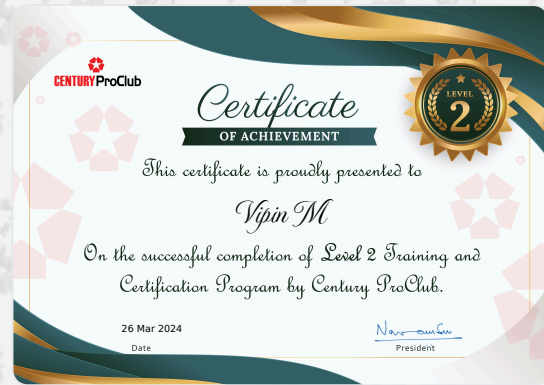 CENTURY ProClub
Certificate
OF ACHIEVEMENT
LEVEL
2
This certificate is proudly presented to
Vipin M
On the successful completion of Level 2 Training and
Certification Program by Century ProClub.
26 Mar 2024
Date
President